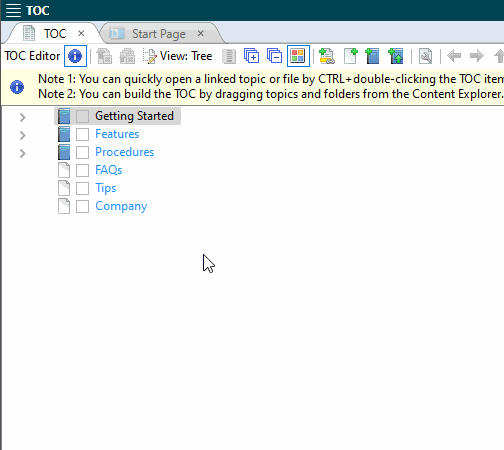 TOC
TOC
Start Page
TOC Editor View: Tree
Note 1: You can quickly open a linked topic or file by CTRL+double-clicking the TOC item
Note 2: You can build the TOC by dragging topics and folders from the Content Explorer.
Getting Started
Features
Procedures
FAQs
Tips
Company